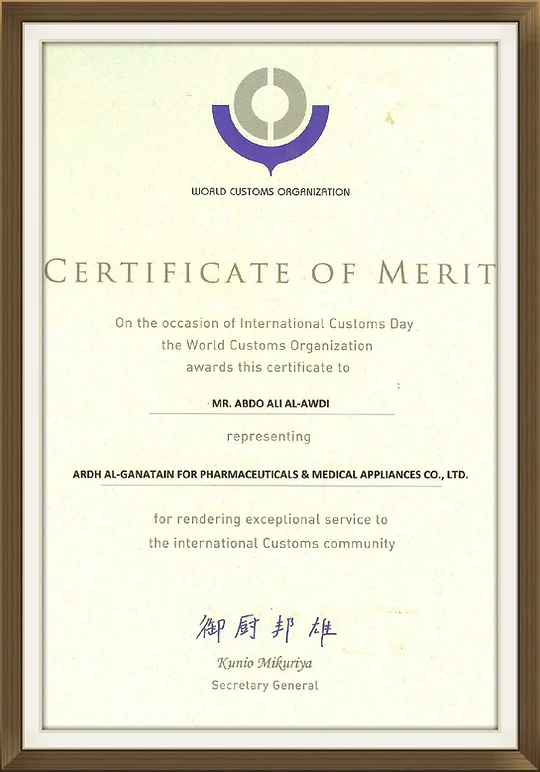 WORLD CUSTOMS ORGANIZATION
CERTIFICATE OF MERIT
On the occasion of International Customs Day
the World Customs Organization
awards this certificate to
MR. ABDO ALI AL-AWDI
representing
ARDH AL-GANATAIN FOR PHARMACEUTICALS & MEDICAL APPLIANCES CO., LTD.
for rendering exceptional service to
the international Customs community
御厨邦雄
Kunio Mikuriya
Secretary General